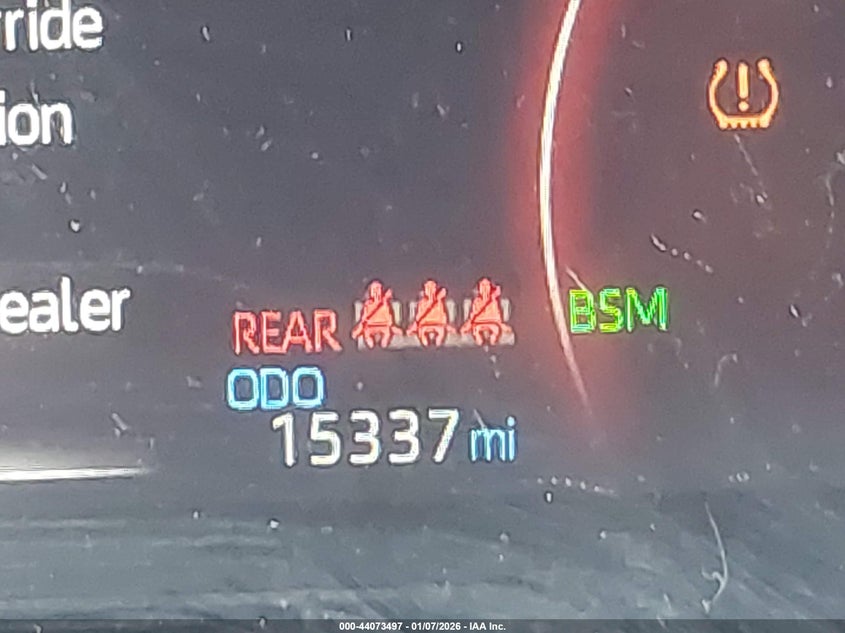 rride
ion
ealer
REAR
BSM
ODO
15337 mi
000-44073497 - 01/07/2026 - IAA Inc.